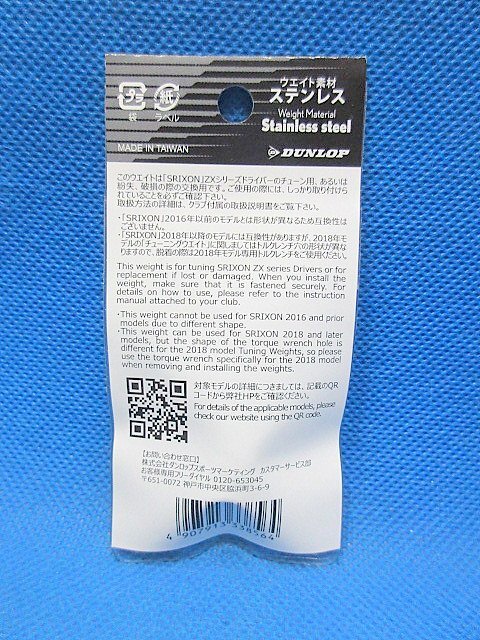 ウエイト素材
ステンレス
Weight Material
Stainless steel
プラ
袋
紙
ラベル
MADE IN TAIWAN
DUNLOP
このウエイトは「SRIXON」ZXシリーズドライバーのチューン用、あるいは
紛失、破損の際の交換用です。ご使用の際には、しっかり取り付けられ
ていることを必ずご確認下さい。
取扱方法の詳細は、クラブ付属の取扱説明書をご覧下さい。
・「SRIXON」2016年以前のモデルとは形状が異なるため互換性は
ございません。
・「SRIXON」2018年以降のモデルには互換性がありますが、2018年モ
デルの「チューニングウエイト」に関しましてはトルクレンチ穴の形状が異な
りますので、脱着の際は2018年モデル専用トルクレンチをご使用ください。
This weight is for tuning SRIXON ZX series Drivers or for
replacement if lost or damaged. When you install the
weight, make sure that it is fastened securely. For
details on how to use, please refer to the instruction
manual attached to your club.
・This weight cannot be used for SRIXON 2016 and prior
models due to different shape.
・This weight can be used for SRIXON 2018 and later
models, but the shape of the torque wrench hole is
different for the 2018 model Tuning Weights, so please
use the torque wrench specifically for the 2018 model
when removing and installing the weights.
対象モデルの詳細につきましては、記載のQR
コードから弊社HPをご確認ください。
For details of the applicable models, please
check our website using the QR code.
【お問い合わせ窓口】
株式会社ダンロップスポーツマーケティング カスタマーサービス部
お客様専用フリーダイヤル 0120-653045
〒651-0072 神戸市中央区脇浜町3-6-9
4 907913 338564